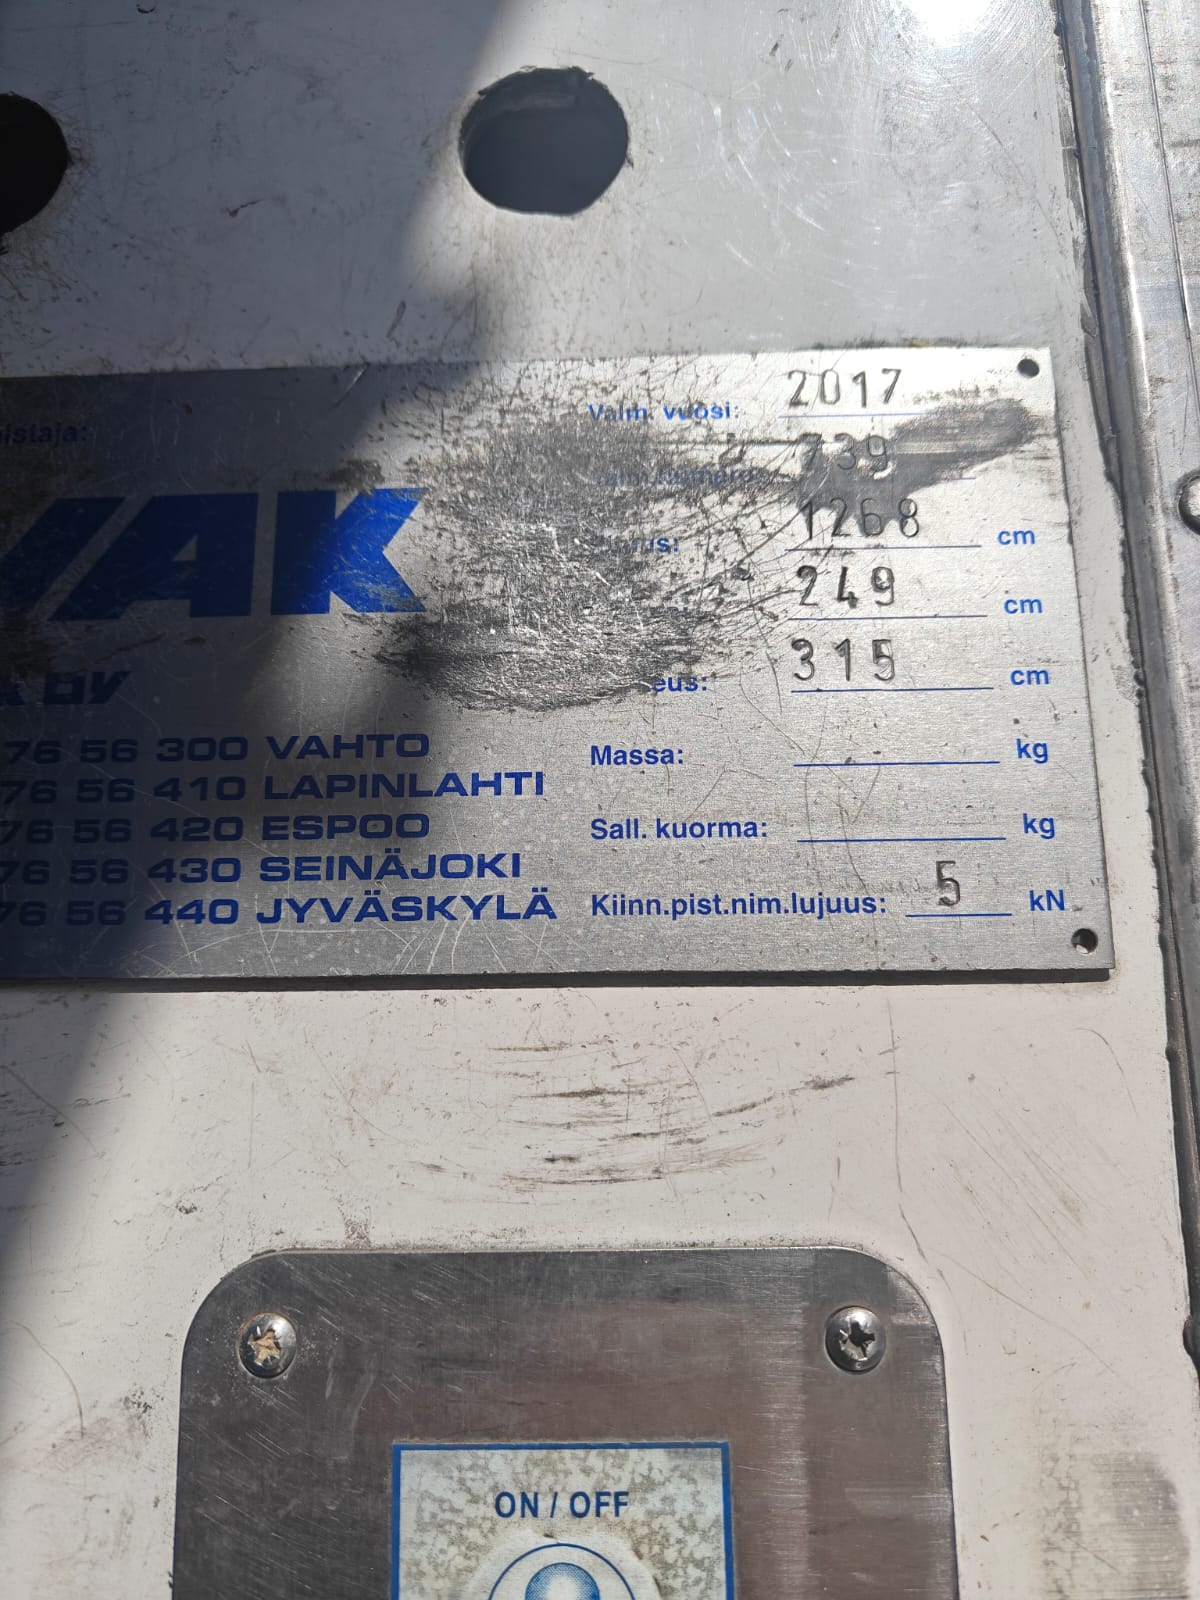 Valm. vuosi: 2017
739
1268 cm
249 cm
315 cm
VAK
OY
76 56 300 VAHTO
76 56 410 LAPINLAHTI
76 56 420 ESPOO
76 56 430 SEINÄJOKI
76 56 440 JYVÄSKYLÄ
Massa: kg
Sall. kuorma: kg
Kiinn.pist.nim.lujuus: 5 kN
ON / OFF